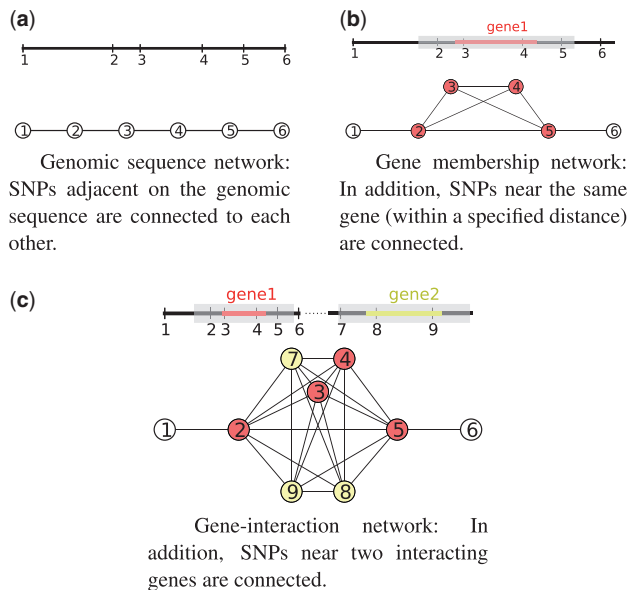 (a)
1 2 3 4 5 6
1 2 3 4 5 6
Genomic sequence network:
SNPs adjacent on the genomic
sequence are connected to each
other.
(b)
gene1
1 2 3 4 5 6
3 4
1 2 5 6
Gene membership network:
In addition, SNPs near the same
gene (within a specified distance)
are connected.
(c)
gene1 gene2
1 2 3 4 5 6 7 8 9
7 4
3
1 2 5 6
9 8
Gene-interaction network: In
addition, SNPs near two interacting
genes are connected.